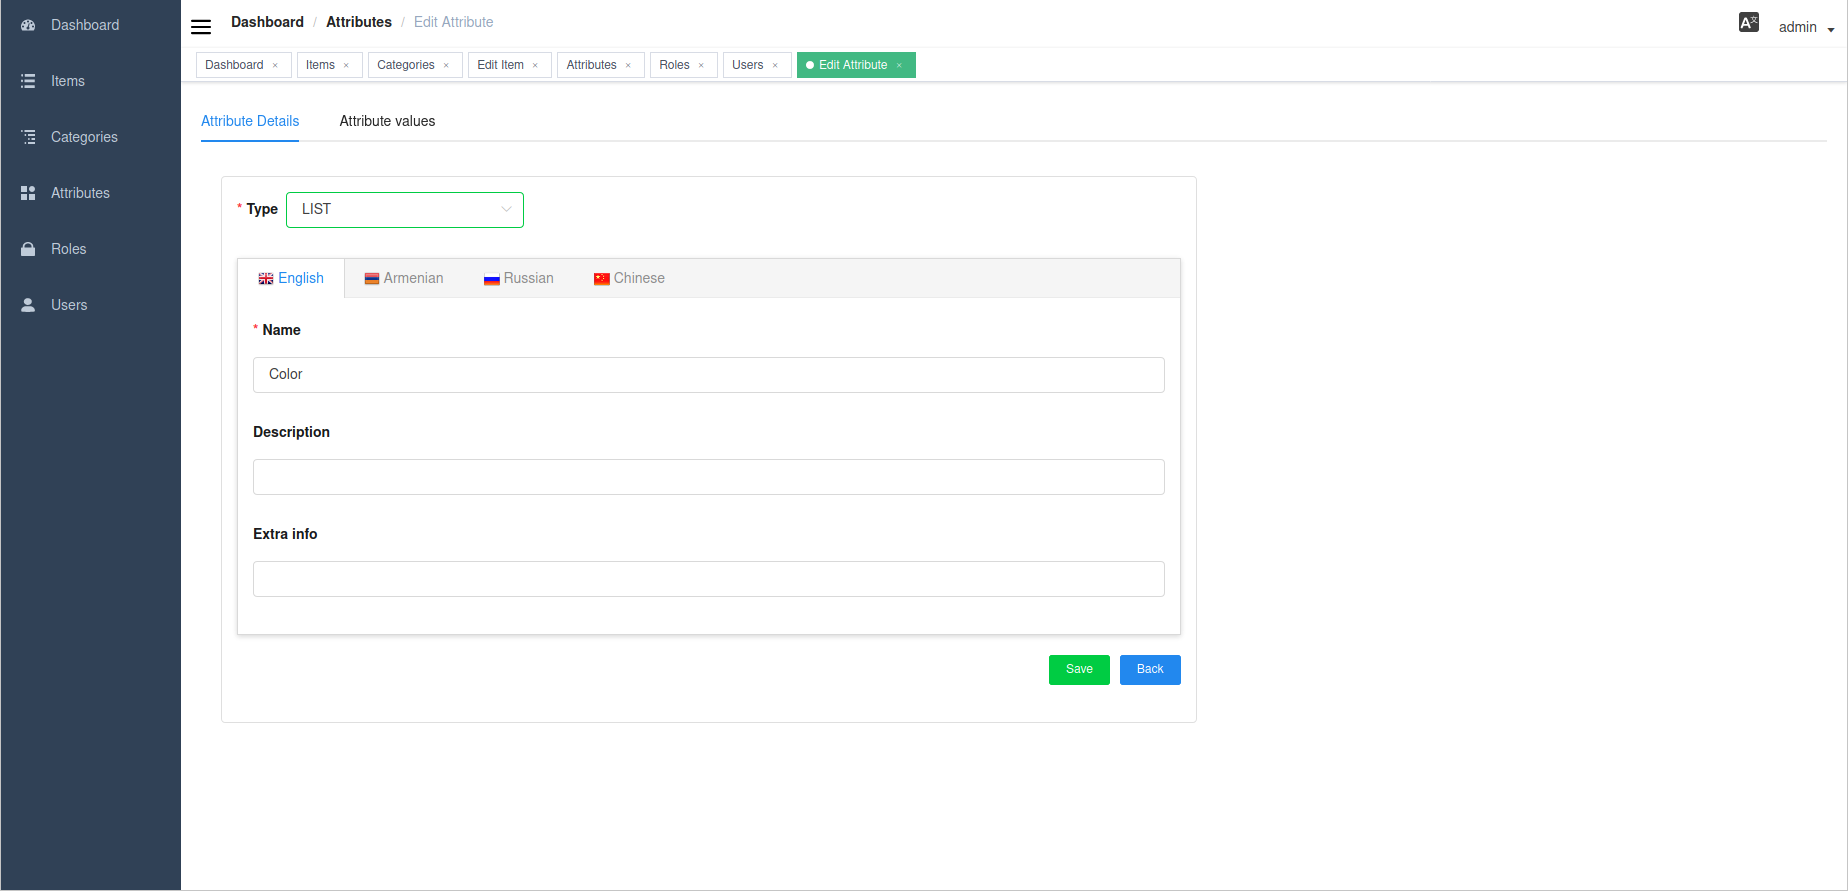 Dashboard
Items
Categories
Attributes
Roles
Users
Dashboard / Attributes / Edit Attribute
A文 admin
Dashboard × Items × Categories × Edit Item × Attributes × Roles × Users × Edit Attribute ×
Attribute Details Attribute values
* Type LIST
English Armenian Russian Chinese
* Name
Color
Description
Extra info
Save Back